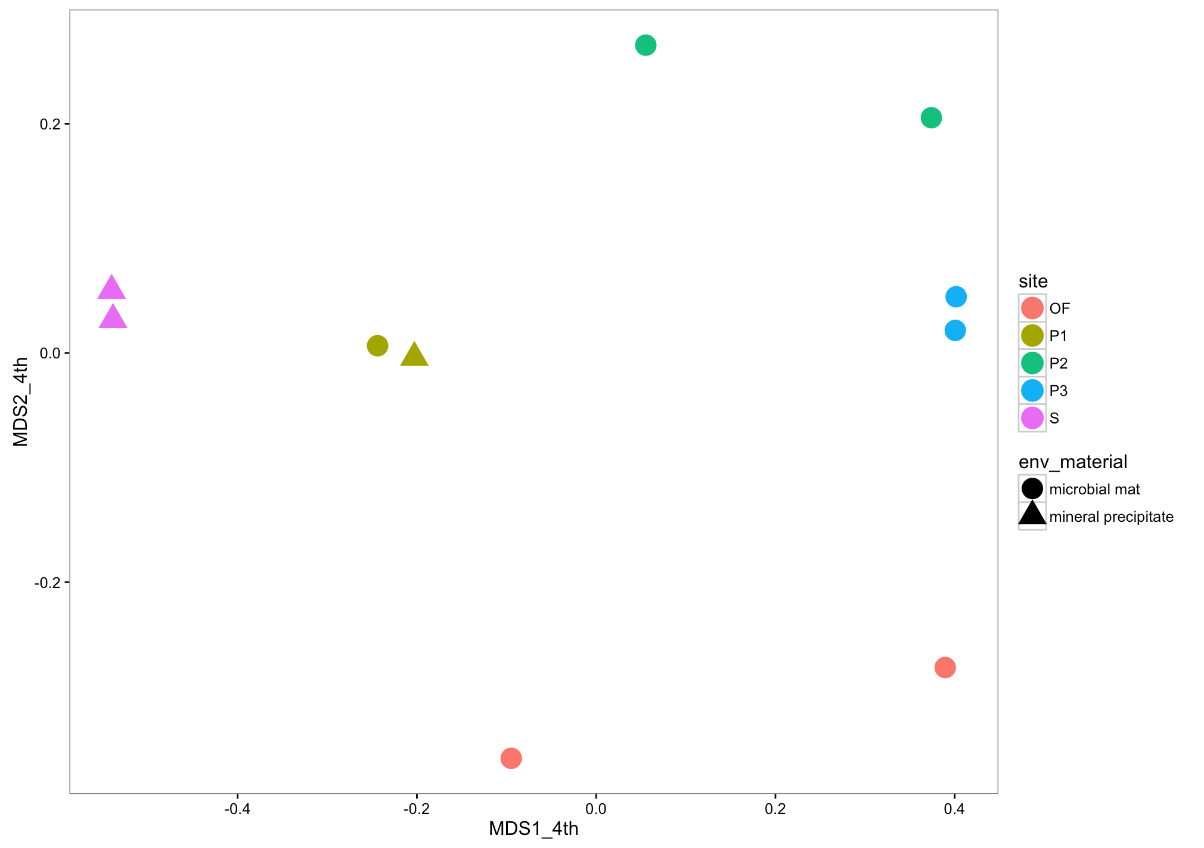 0.2
0.0
-0.2
MDS2_4th
-0.4
-0.2
0.0
0.2
0.4
MDS1_4th
site
OF
P1
P2
P3
S
env_material
microbial mat
mineral precipitate